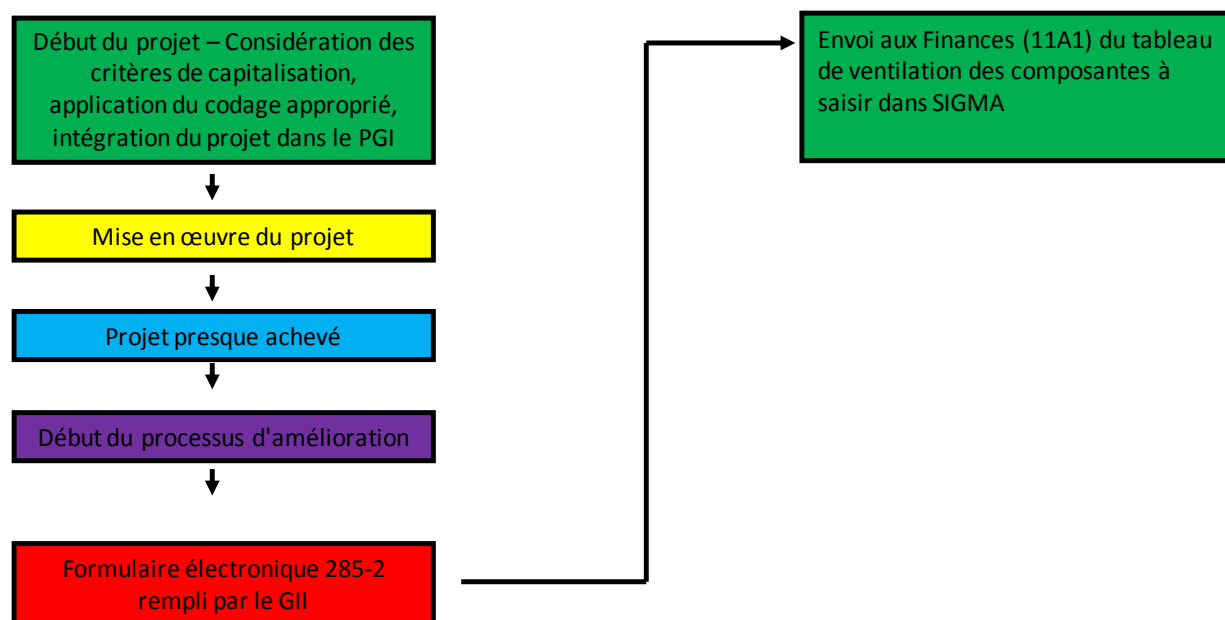 Début du projet – Considération des
critères de capitalisation,
application du codage approprié,
intégration du projet dans le PGI
Mise en œuvre du projet
Projet presque achevé
Début du processus d'amélioration
Formulaire électronique 285-2
rempli par le GII
Envoi aux Finances (11A1) du tableau
de ventilation des composantes à
saisir dans SIGMA